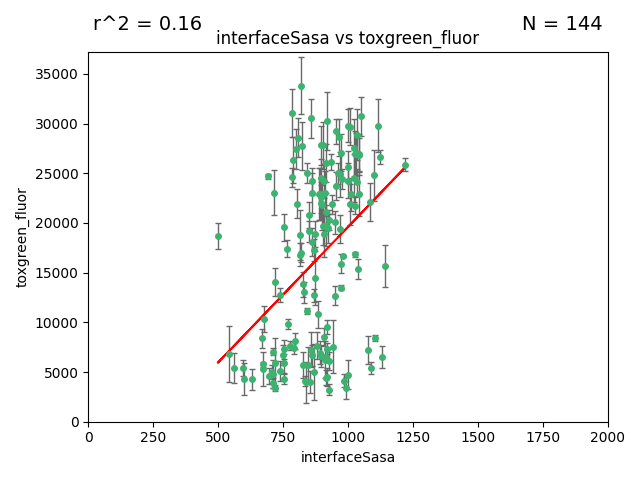 r^2 = 0.16
N = 144
interfaceSasa vs toxgreen_fluor
35000
30000
25000
20000
15000
10000
5000
0
toxgreen_fluor
0 250 500 750 1000 1250 1500 1750 2000
interfaceSasa